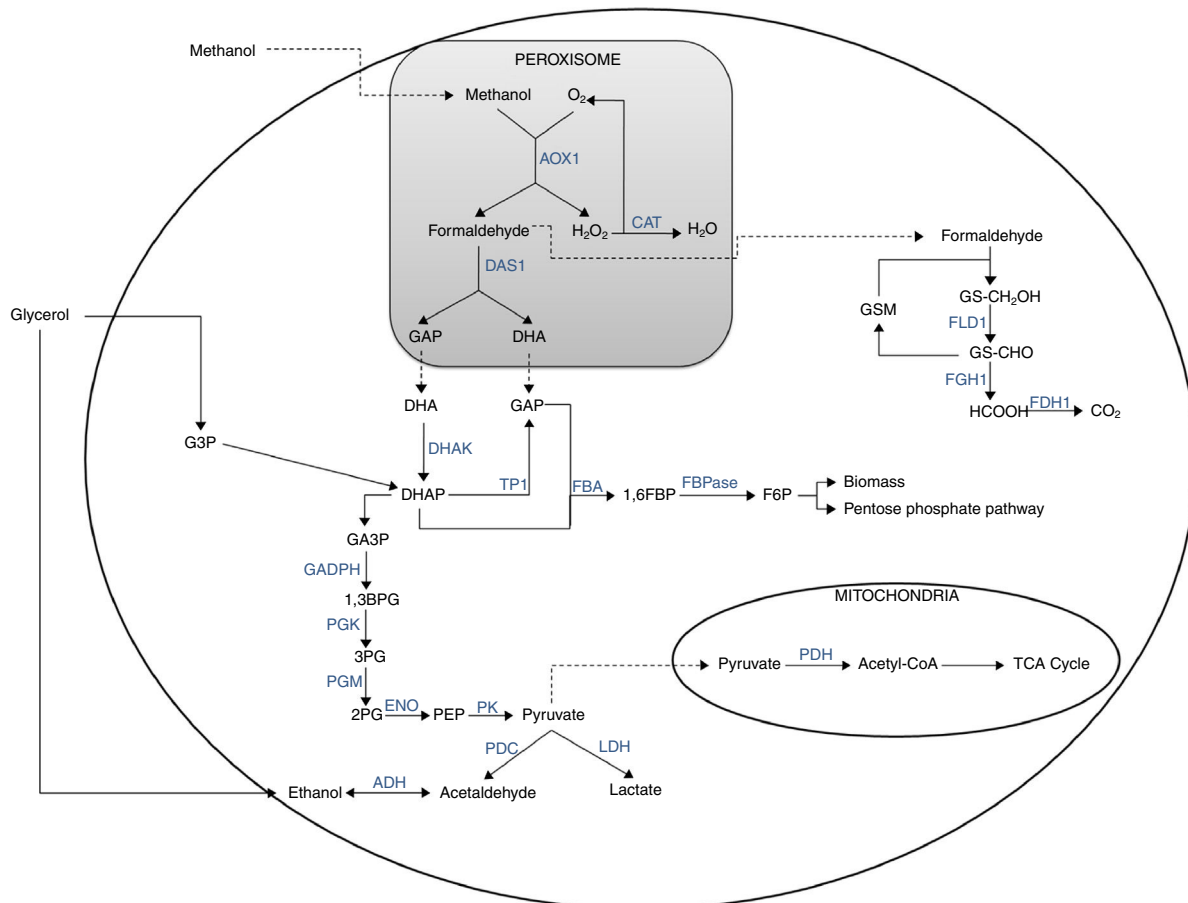 PEROXISOME
Methanol
Methanol
O₂
AOX1
Formaldehyde
H₂O₂
CAT
H₂O
Formaldehyde
DAS1
GS-CH₂OH
GSM
FLD1
Glycerol
GAP
DHA
GS-CHO
FGH1
DHA
GAP
HCOOH
FDH1
CO₂
G3P
DHAK
TP1
FBA
FBPase
Biomass
DHAP
1,6FBP
F6P
Pentose phosphate pathway
GA3P
GADPH
1,3BPG
MITOCHONDRIA
PGK
3PG
Pyruvate
PDH
Acetyl-CoA
TCA Cycle
PGM
2PG
ENO
PEP
PK
Pyruvate
PDC
LDH
Ethanol
ADH
Acetaldehyde
Lactate